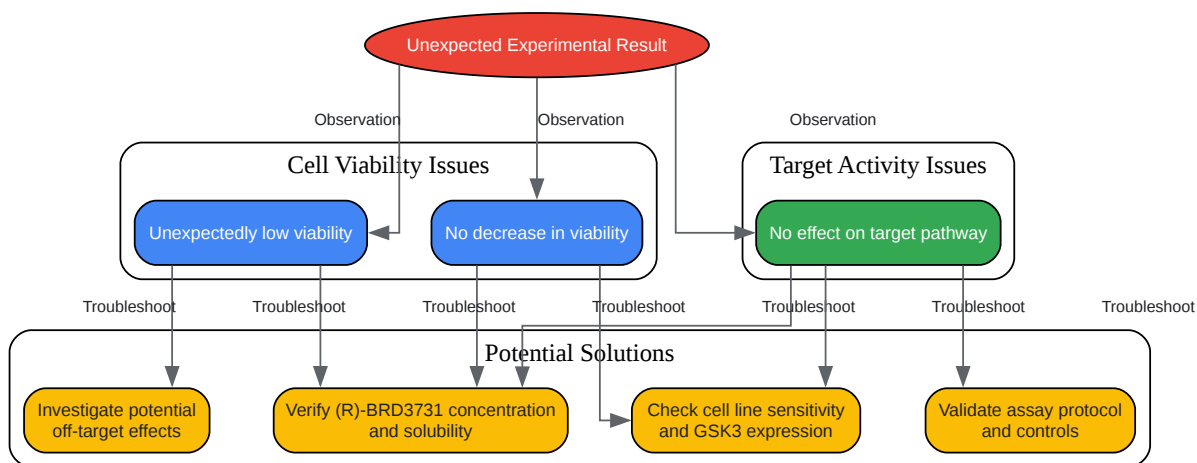 Unexpected Experimental Result
Observation
Observation
Observation
Cell Viability Issues
Target Activity Issues
Unexpectedly low viability
No decrease in viability
No effect on target pathway
Troubleshoot
Troubleshoot
Troubleshoot
Troubleshoot
Troubleshoot
Troubleshoot
Troubleshoot
Potential Solutions
Investigate potential
off-target effects
Verify (R)-BRD3731 concentration
and solubility
Check cell line sensitivity
and GSK3 expression
Validate assay protocol
and controls